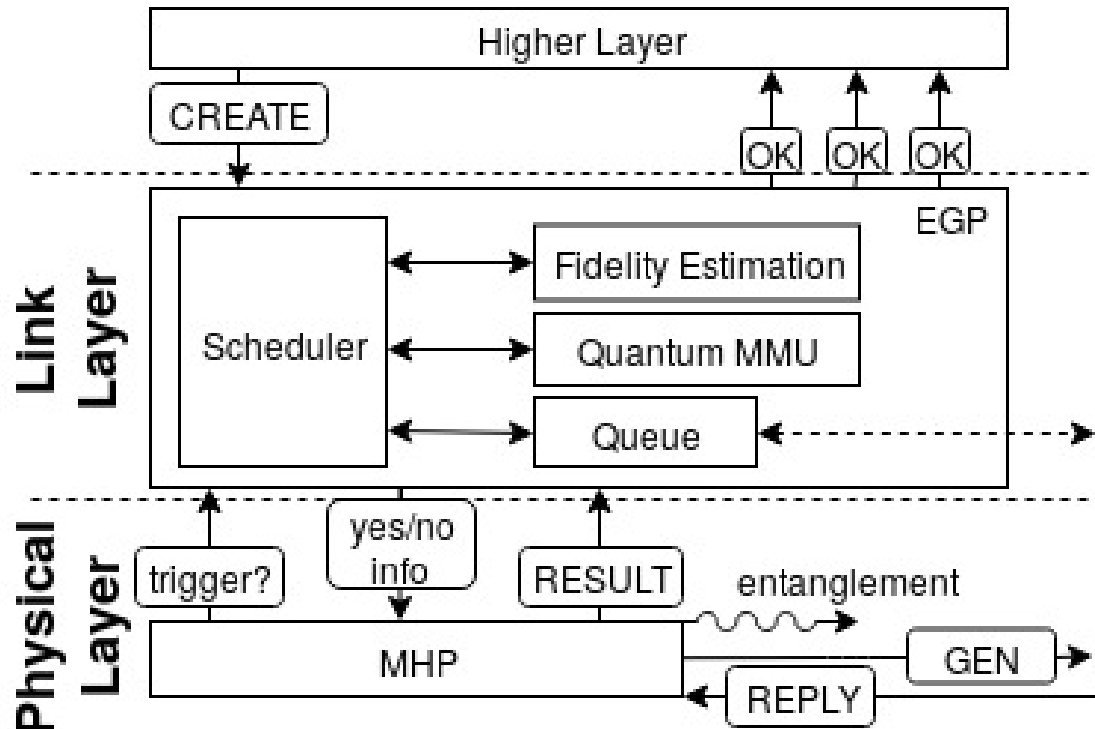 Higher Layer
CREATE
OK
OK
OK
EGP
Link
Layer
Scheduler
Fidelity Estimation
Quantum MMU
Queue
Physical
Layer
trigger?
yes/no
info
RESULT
entanglement
MHP
GEN
REPLY